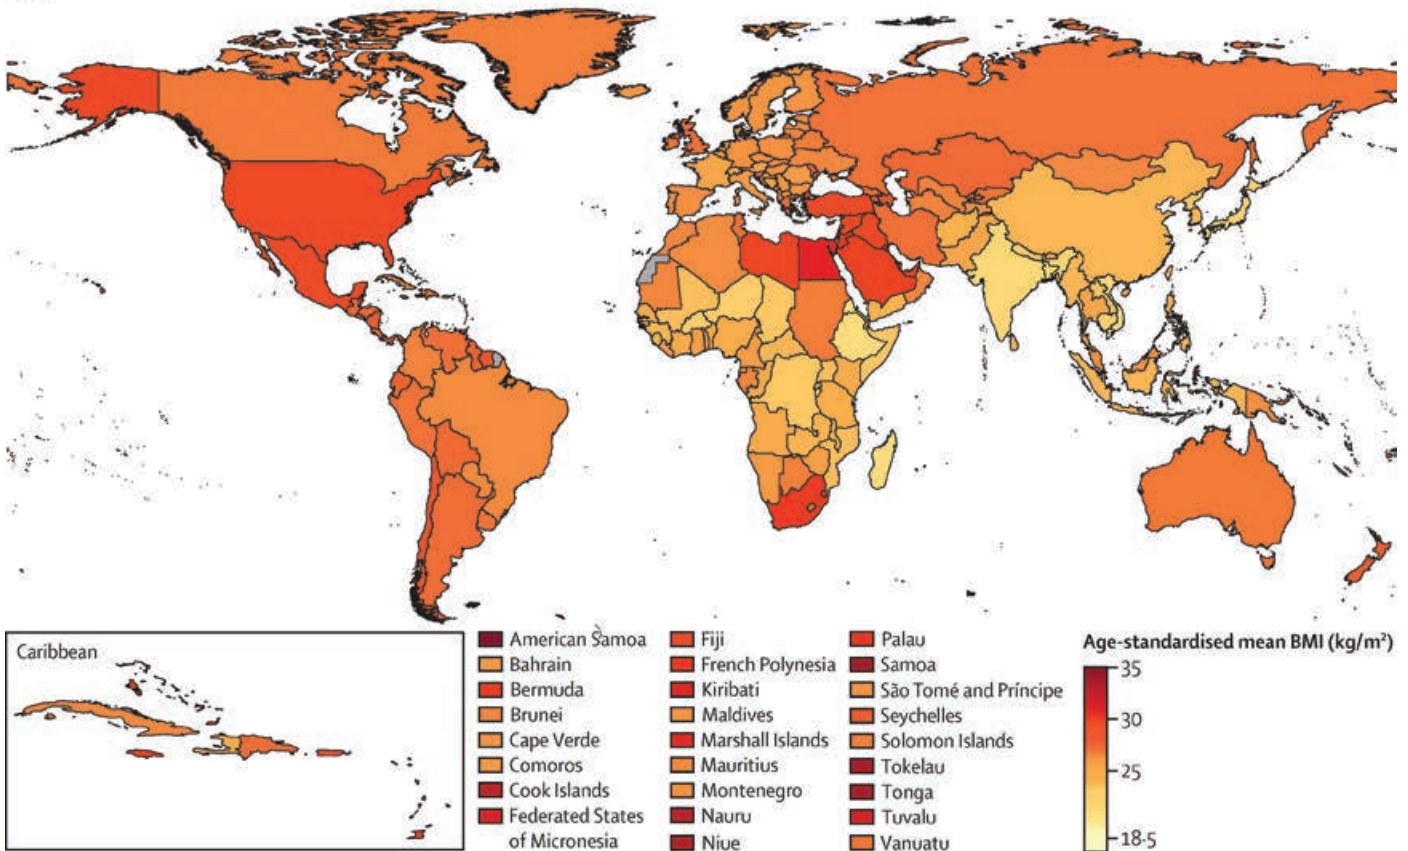 Caribbean
American Samoa
Bahrain
Bermuda
Brunei
Cape Verde
Comoros
Cook Islands
Federated States
of Micronesia
Fiji
French Polynesia
Kiribati
Maldives
Marshall Islands
Mauritius
Montenegro
Nauru
Niue
Palau
Samoa
São Tomé and Príncipe
Seychelles
Solomon Islands
Tokelau
Tonga
Tuvalu
Vanuatu
Age-standardised mean BMI (kg/m²)
35
30
25
18·5